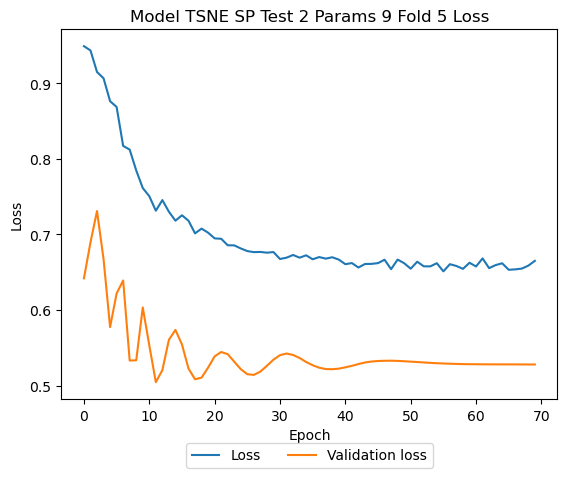 Model TSNE SP Test 2 Params 9 Fold 5 Loss
Loss
0.9
0.8
0.7
0.6
0.5
0 10 20 30 40 50 60 70
Epoch
Loss Validation loss